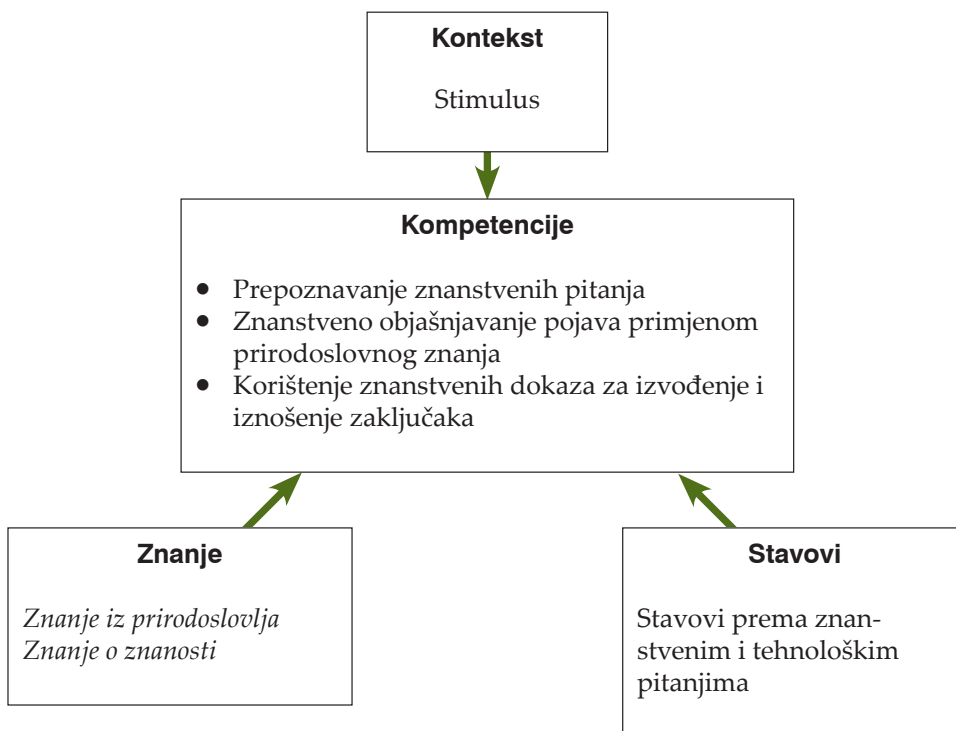 Kontekst
Stimulus
Kompetencije
• Prepoznavanje znanstvenih pitanja
• Znanstveno objašnjavanje pojava primjenom
prirodoslovnog znanja
• Korištenje znanstvenih dokaza za izvođenje i
iznošenje zaključaka
Znanje
Znanje iz prirodoslovlja
Znanje o znanosti
Stavovi
Stavovi prema znan-
stvenim i tehnološkim
pitanjima